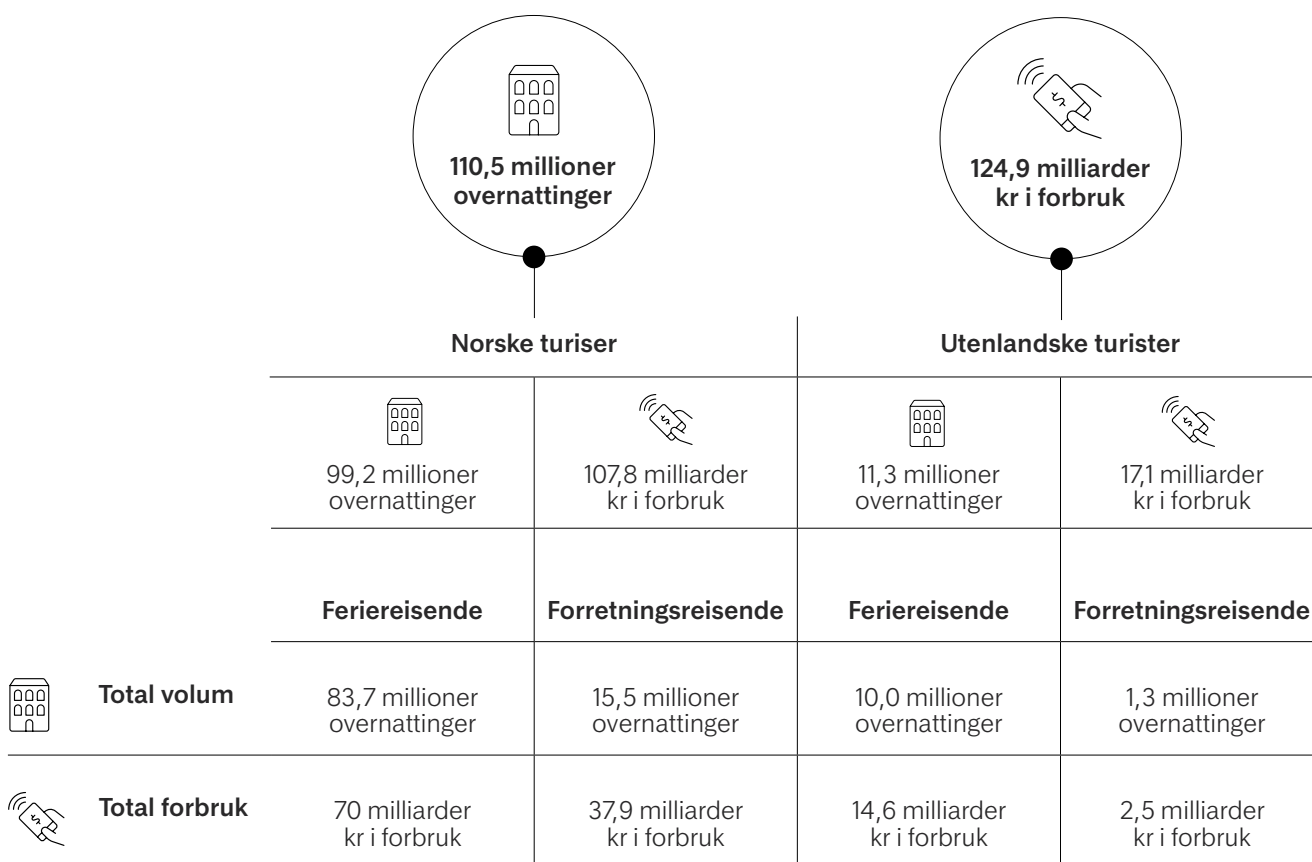 110,5 millioner
overnattinger
124,9 milliarder
kr i forbruk
Norske turiser
Utenlandske turister
99,2 millioner
overnattinger
107,8 milliarder
kr i forbruk
11,3 millioner
overnattinger
17,1 milliarder
kr i forbruk
Feriereisende
Forretningsreisende
Feriereisende
Forretningsreisende
Total volum
83,7 millioner
overnattinger
15,5 millioner
overnattinger
10,0 millioner
overnattinger
1,3 millioner
overnattinger
Total forbruk
70 milliarder
kr i forbruk
37,9 milliarder
kr i forbruk
14,6 milliarder
kr i forbruk
2,5 milliarder
kr i forbruk